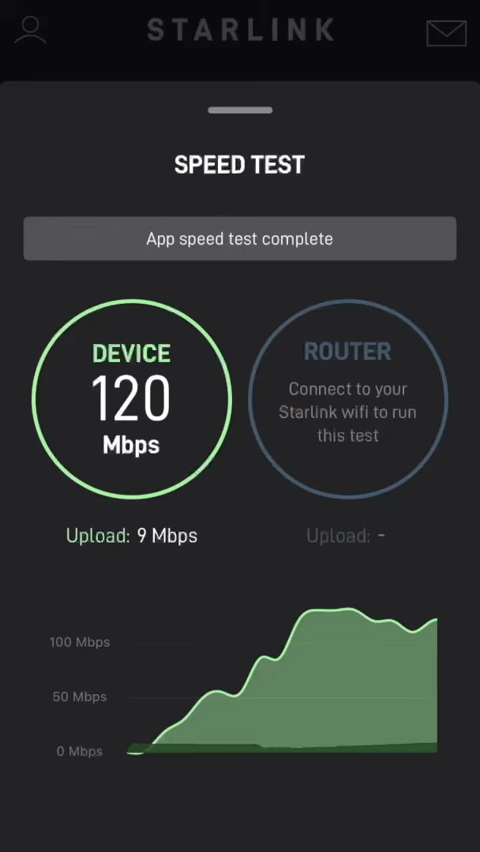 STARLINK
SPEED TEST
App speed test complete
DEVICE
120
Mbps
Upload: 9 Mbps
ROUTER
Connect to your
Starlink wifi to run
this test
Upload: -
100 Mbps
50 Mbps
0 Mbps